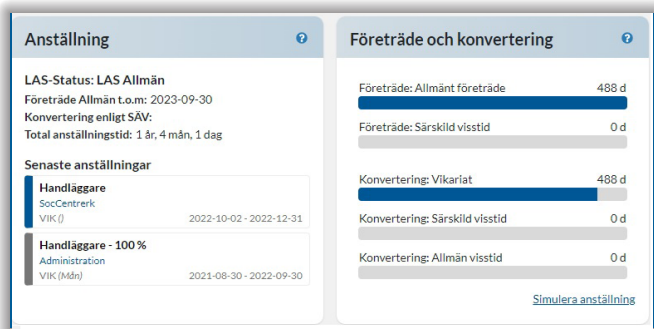 Anställning
LAS-Status: LAS Allmän
Företräde Allmän t.o.m: 2023-09-30
Konvertering enligt SÄV:
Total anställningstid: 1 år, 4 mån, 1 dag
Senaste anställningar
Handläggare
SocCentrerk
VIK () 2022-10-02 - 2022-12-31
Handläggare - 100 %
Administration
VIK (Mån) 2021-08-30 - 2022-09-30
Företräde och konvertering
Företräde: Allmänt företräde 488 d
Företräde: Särskild visstid 0 d
Konvertering: Vikariat 488 d
Konvertering: Särskild visstid 0 d
Konvertering: Allmän visstid 0 d
Simulera anställning